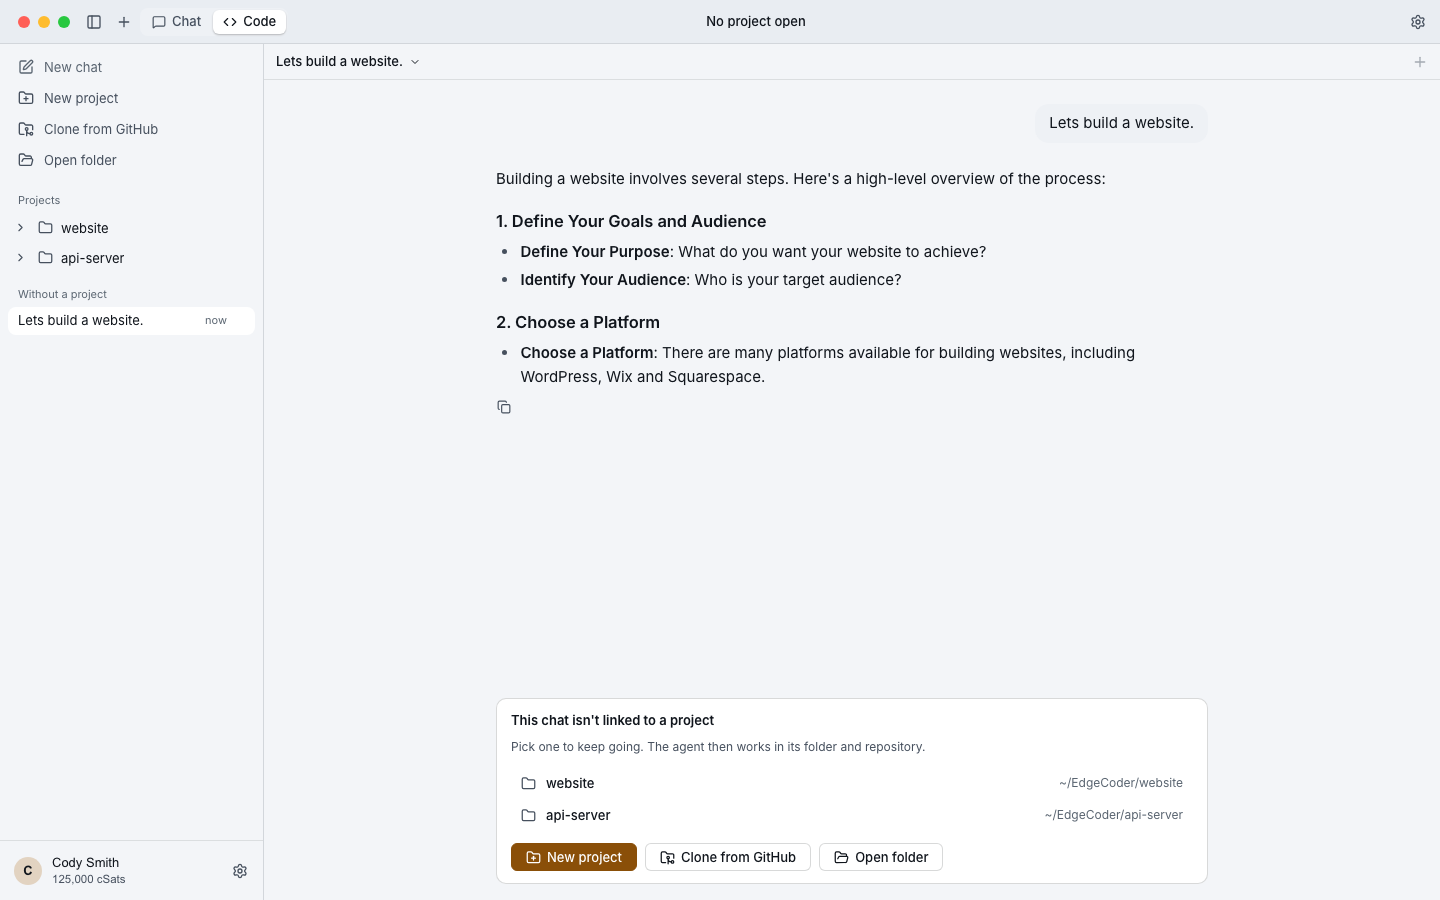 Chat
Code
No project open
New chat
New project
Clone from GitHub
Open folder
Projects
website
api-server
Without a project
Lets build a website. now
Cody Smith
125,000 cSats
C
Lets build a website.
Lets build a website.
Building a website involves several steps. Here's a high-level overview of the process:
1. Define Your Goals and Audience
• Define Your Purpose: What do you want your website to achieve?
• Identify Your Audience: Who is your target audience?
2. Choose a Platform
• Choose a Platform: There are many platforms available for building websites, including
WordPress, Wix and Squarespace.
This chat isn't linked to a project
Pick one to keep going. The agent then works in its folder and repository.
website ~/EdgeCoder/website
api-server ~/EdgeCoder/api-server
New project
Clone from GitHub
Open folder